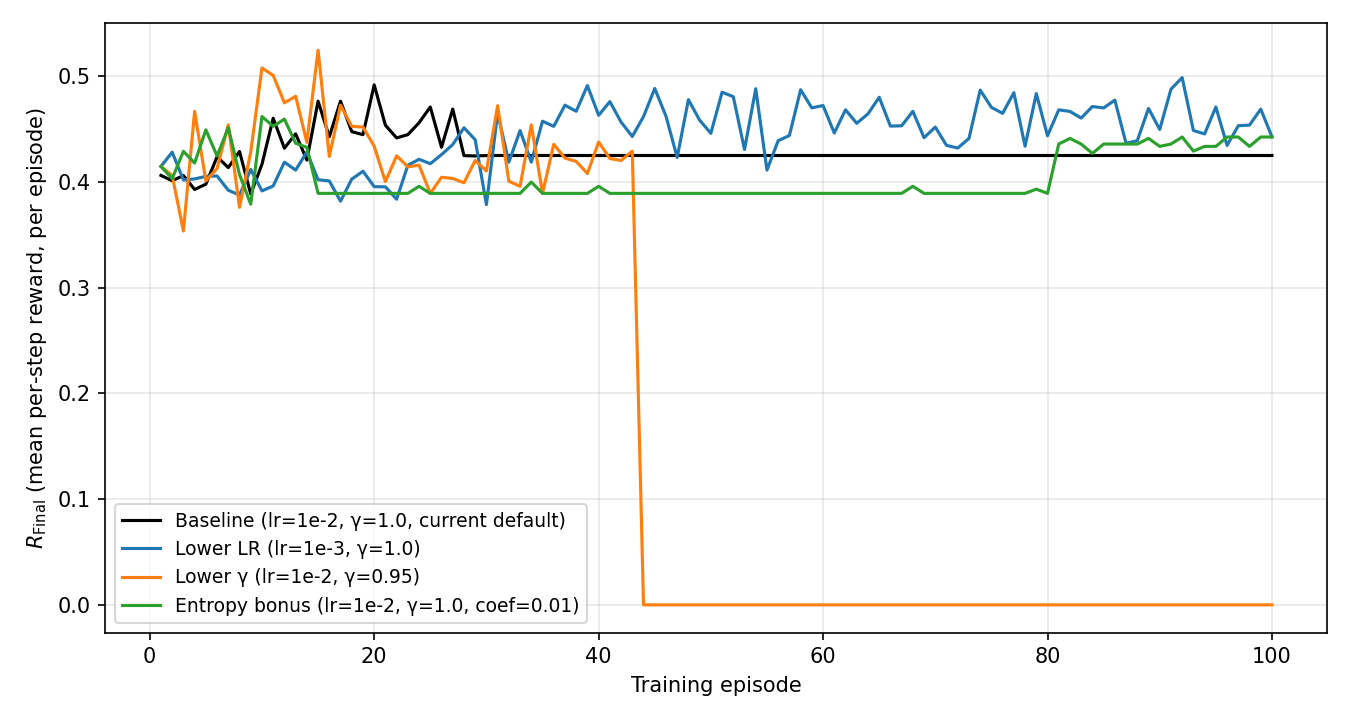 0.5
0.4
0.3
0.2
0.1
0.0
R_Final (mean per-step reward, per episode)
Baseline (lr=1e-2, γ=1.0, current default)
Lower LR (lr=1e-3, γ=1.0)
Lower γ (lr=1e-2, γ=0.95)
Entropy bonus (lr=1e-2, γ=1.0, coef=0.01)
0 20 40 60 80 100
Training episode